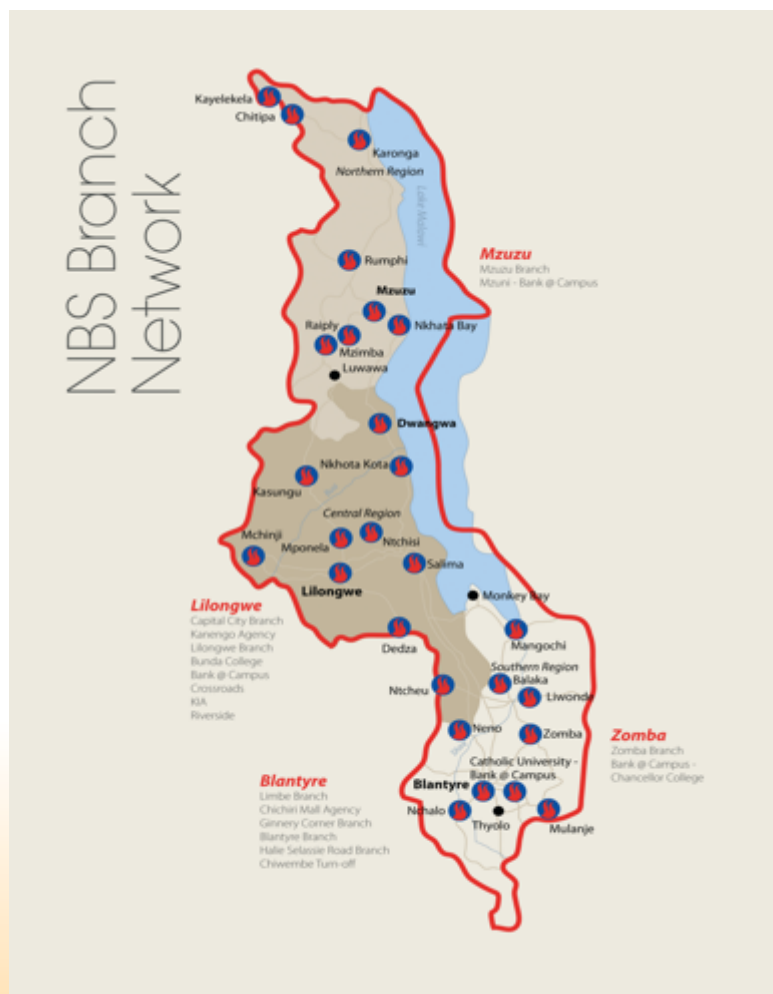 NBS Branch
Network
Kayelekela
Chitipa
Karonga
Northern Region
Lake Malawi
Rumphi
Mzuzu
Mzuzu Branch
Mzuni - Bank @ Campus
Mzuzu
Raiply
Nkhata Bay
Mzimba
Luwawa
Dwangwa
Nkhota Kota
Kasungu
Central Region
Mchinji
Mponela
Ntchisi
Salima
Lilongwe
Monkey Bay
Lilongwe
Capital City Branch
Kanengo Agency
Lilongwe Branch
Bunda College
Bank @ Campus
Crossroads
KIA
Riverside
Dedza
Mangochi
Southern Region
Balaka
Ntcheu
Liwonde
Neno
Zomba
Zomba
Zomba Branch
Bank @ Campus -
Chancellor College
Catholic University -
Bank @ Campus
Blantyre
Nchalo
Thyolo
Mulanje
Blantyre
Limbe Branch
Chichiri Mall Agency
Ginnery Corner Branch
Blantyre Branch
Halie Selassie Road Branch
Chiwembe Turn-off